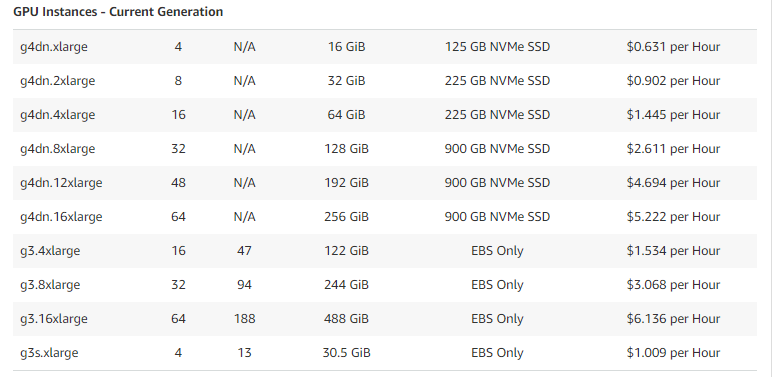 GPU Instances - Current Generation
g4dn.xlarge 4 N/A 16 GiB 125 GB NVMe SSD $0.631 per Hour
g4dn.2xlarge 8 N/A 32 GiB 225 GB NVMe SSD $0.902 per Hour
g4dn.4xlarge 16 N/A 64 GiB 225 GB NVMe SSD $1.445 per Hour
g4dn.8xlarge 32 N/A 128 GiB 900 GB NVMe SSD $2.611 per Hour
g4dn.12xlarge 48 N/A 192 GiB 900 GB NVMe SSD $4.694 per Hour
g4dn.16xlarge 64 N/A 256 GiB 900 GB NVMe SSD $5.222 per Hour
g3.4xlarge 16 47 122 GiB EBS Only $1.534 per Hour
g3.8xlarge 32 94 244 GiB EBS Only $3.068 per Hour
g3.16xlarge 64 188 488 GiB EBS Only $6.136 per Hour
g3s.xlarge 4 13 30.5 GiB EBS Only $1.009 per Hour